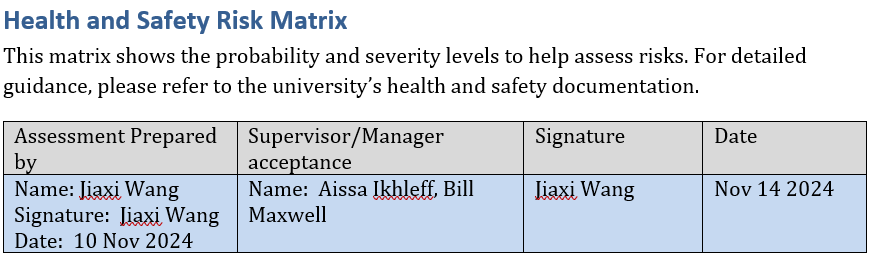 Health and Safety Risk Matrix
This matrix shows the probability and severity levels to help assess risks. For detailed
guidance, please refer to the university’s health and safety documentation.
Assessment Prepared
by
Supervisor/Manager
acceptance
Signature
Date
Name: Jiaxi Wang
Signature:  Jiaxi Wang
Date:  10 Nov 2024
Name:  Aissa Ikhleff, Bill
Maxwell
Jiaxi Wang
Nov 14 2024